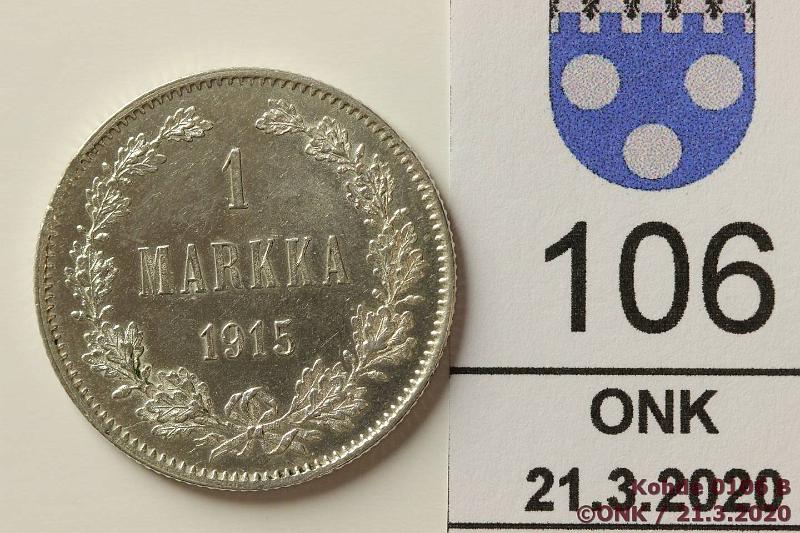 1
MARKKA
1915
106
ONK
21.3.2020
Kohde 0106 B
©ONK / 21.3.2020